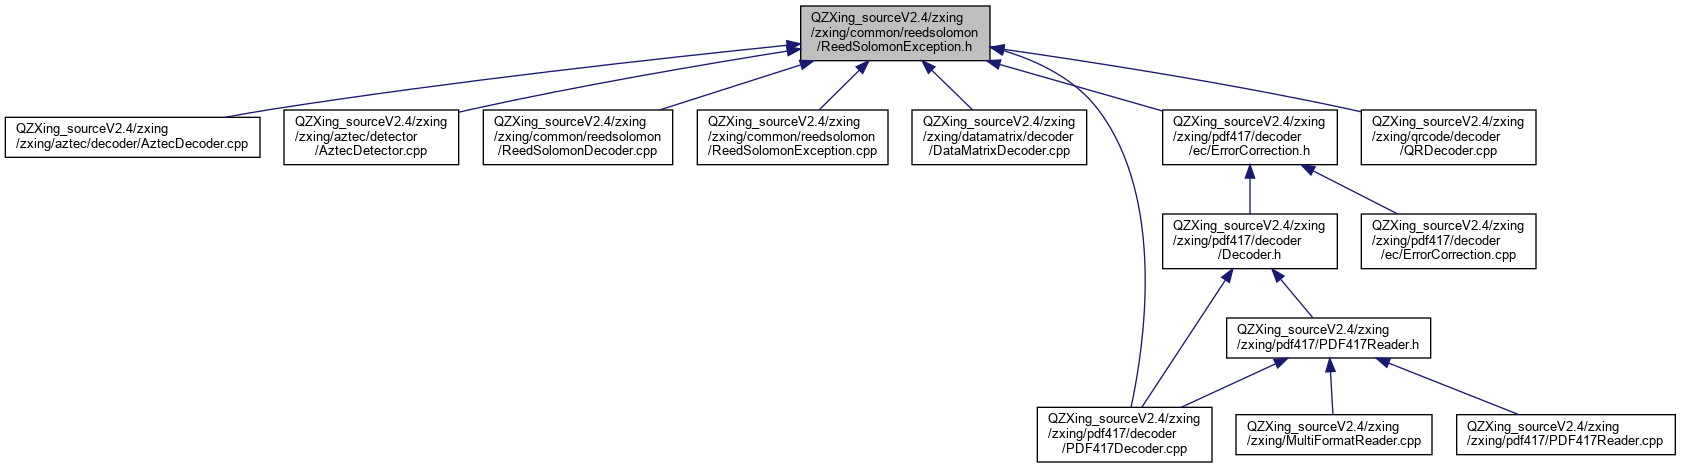 QZXing_sourceV2.4/zxing
/zxing/common/reedsolomon
/ReedSolomonException.h
QZXing_sourceV2.4/zxing
/zxing/aztec/decoder/AztecDecoder.cpp
QZXing_sourceV2.4/zxing
/zxing/aztec/detector
/AztecDetector.cpp
QZXing_sourceV2.4/zxing
/zxing/common/reedsolomon
/ReedSolomonDecoder.cpp
QZXing_sourceV2.4/zxing
/zxing/common/reedsolomon
/ReedSolomonException.cpp
QZXing_sourceV2.4/zxing
/zxing/datamatrix/decoder
/DataMatrixDecoder.cpp
QZXing_sourceV2.4/zxing
/zxing/pdf417/decoder
/ec/ErrorCorrection.h
QZXing_sourceV2.4/zxing
/zxing/qrcode/decoder
/QRDecoder.cpp
QZXing_sourceV2.4/zxing
/zxing/pdf417/decoder
/Decoder.h
QZXing_sourceV2.4/zxing
/zxing/pdf417/decoder
/ec/ErrorCorrection.cpp
QZXing_sourceV2.4/zxing
/zxing/pdf417/PDF417Reader.h
QZXing_sourceV2.4/zxing
/zxing/pdf417/decoder
/PDF417Decoder.cpp
QZXing_sourceV2.4/zxing
/zxing/MultiFormatReader.cpp
QZXing_sourceV2.4/zxing
/zxing/pdf417/PDF417Reader.cpp